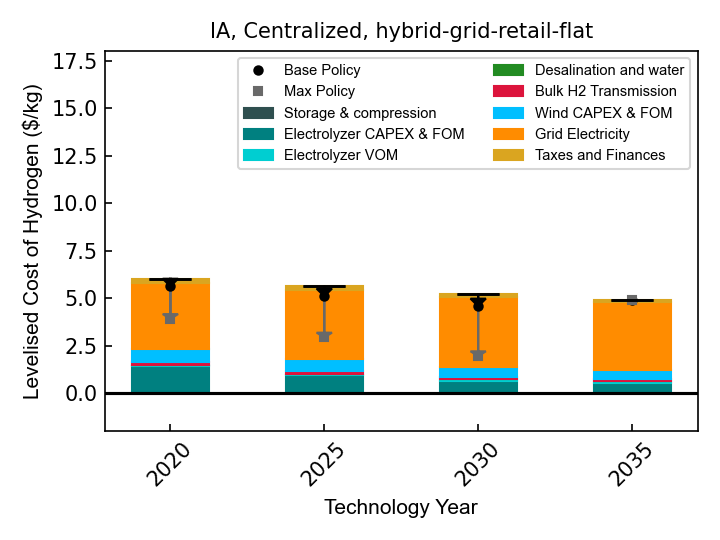 IA, Centralized, hybrid-grid-retail-flat
Levelised Cost of Hydrogen ($/kg)
17.5
15.0
12.5
10.0
7.5
5.0
2.5
0.0
Base Policy
Max Policy
Storage & compression
Electrolyzer CAPEX & FOM
Electrolyzer VOM
Desalination and water
Bulk H2 Transmission
Wind CAPEX & FOM
Grid Electricity
Taxes and Finances
2020
2025
2030
2035
Technology Year